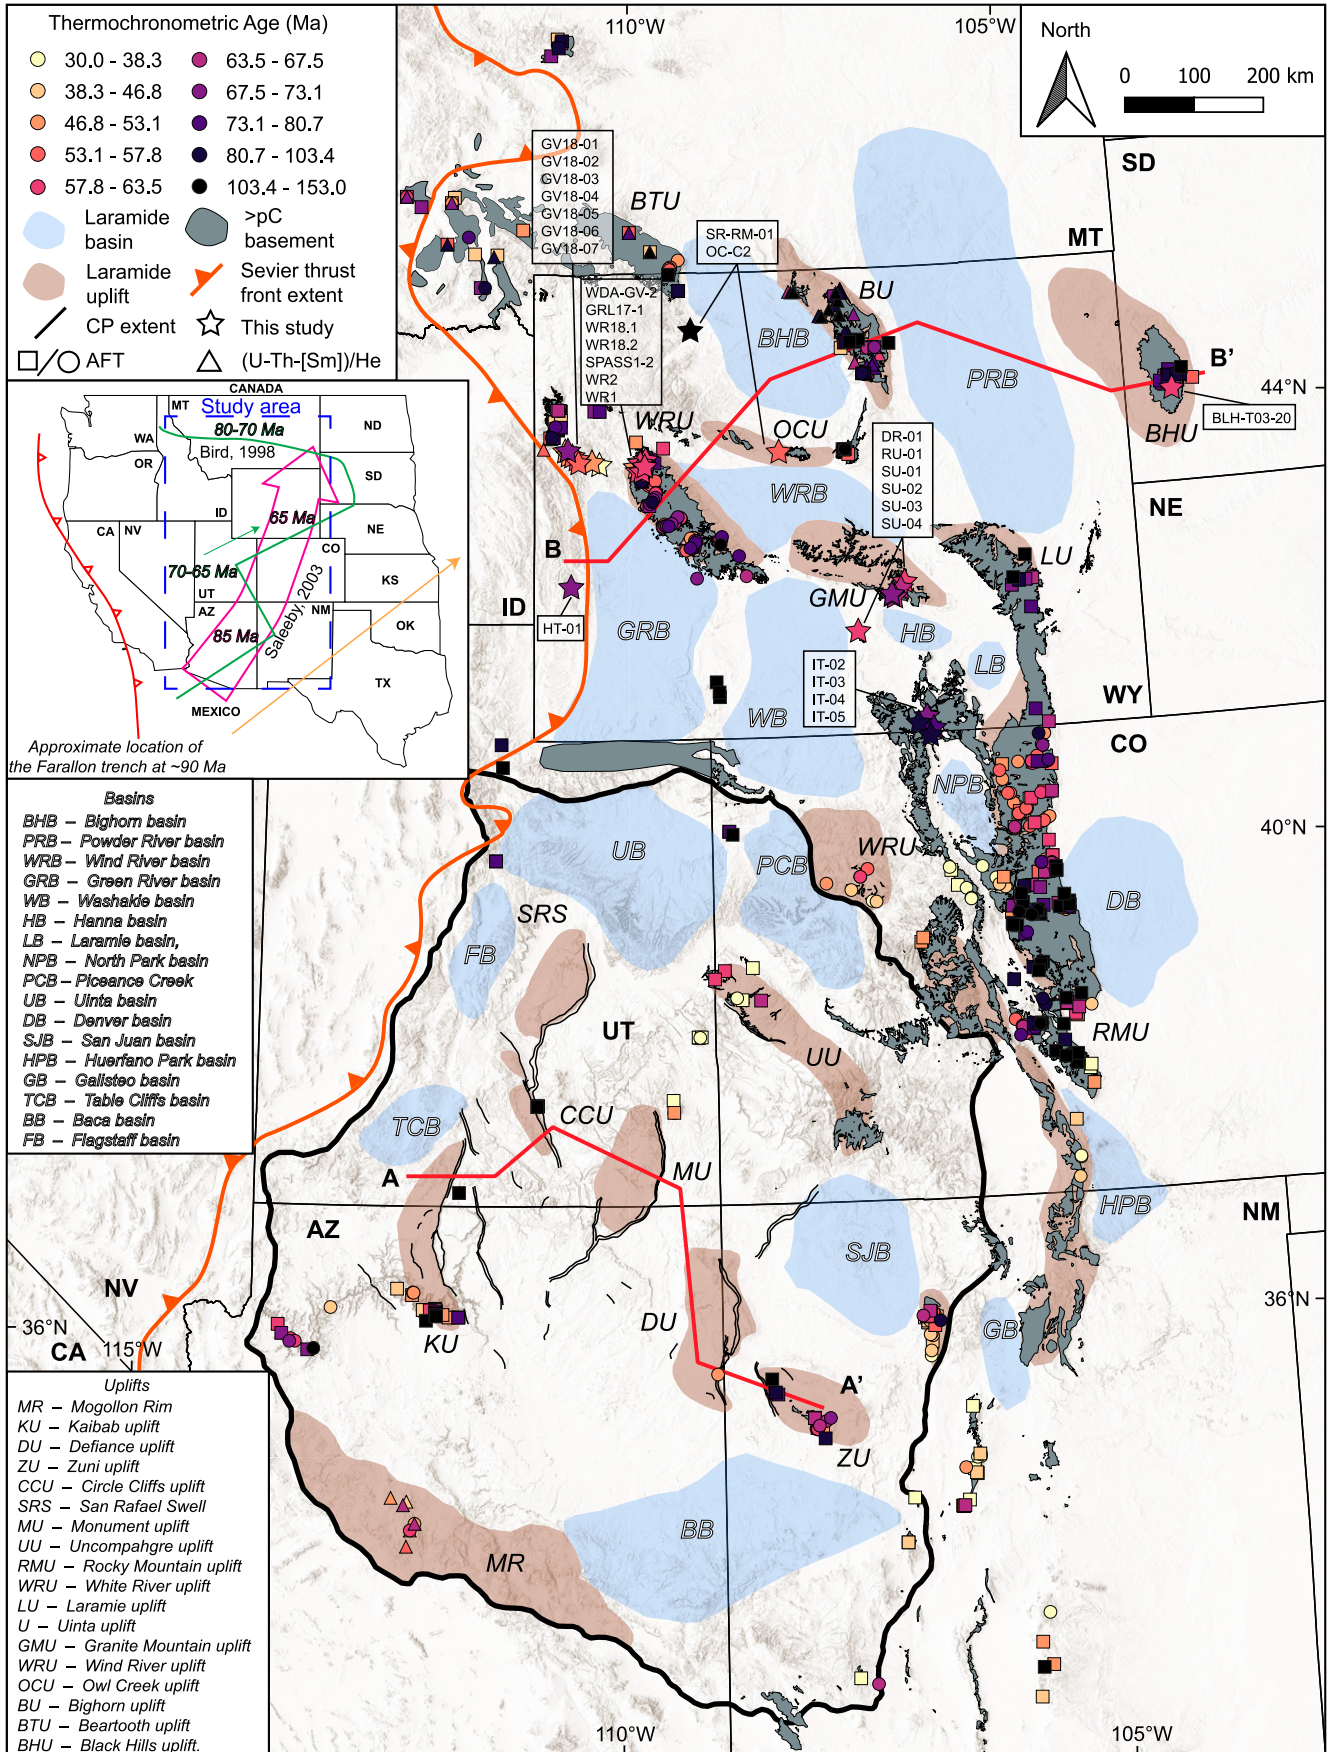 Thermochronometric Age (Ma)
30.0 - 38.3
38.3 - 46.8
46.8 - 53.1
53.1 - 57.8
57.8 - 63.5
63.5 - 67.5
67.5 - 73.1
73.1 - 80.7
80.7 - 103.4
103.4 - 153.0
Laramide
basin
>pC
basement
Laramide
uplift
Sevier thrust
front extent
CP extent
This study
AFT
(U-Th-[Sm])/He
110°W
105°W
North
0 100 200 km
SD
MT
GV18-01
GV18-02
GV18-03
GV18-04
GV18-05
GV18-06
GV18-07
BTU
SR-RM-01
OC-C2
WDA-GV-2
GRL17-1
WR18.1
WR18.2
SPASS1-2
WR2
WR1
BU
BHB
PRB
B'
44°N
BLH-T03-20
BHU
WRU
OCU
DR-01
RU-01
SU-01
SU-02
SU-03
SU-04
WRB
NE
B
LU
ID
HT-01
GRB
GMU
HB
LB
IT-02
IT-03
IT-04
IT-05
WB
WY
CO
CANADA
MT
Study area
80-70 Ma
Bird, 1998
ND
WA
OR
SD
ID
65 Ma
NE
CA
NV
CO
70-65 Ma
UT
KS
AZ
Saleeby, 2003
NM
85 Ma
OK
TX
MEXICO
Approximate location of
the Farallon trench at ~90 Ma
NPB
40°N
UB
PCB
WRU
DB
SRS
FB
UT
UU
RMU
CCU
TCB
MU
A
HPB
AZ
NM
SJB
NV
DU
GB
36°N
36°N
115°W
CA
KU
A'
ZU
BB
MR
110°W
105°W
Basins
BHB – Bighorn basin
PRB – Powder River basin
WRB – Wind River basin
GRB – Green River basin
WB – Washakie basin
HB – Hanna basin
LB – Laramie basin,
NPB – North Park basin
PCB – Piceance Creek
UB – Uinta basin
DB – Denver basin
SJB – San Juan basin
HPB – Huerfano Park basin
GB – Galisteo basin
TCB – Table Cliffs basin
BB – Baca basin
FB – Flagstaff basin
Uplifts
MR – Mogollon Rim
KU – Kaibab uplift
DU – Defiance uplift
ZU – Zuni uplift
CCU – Circle Cliffs uplift
SRS – San Rafael Swell
MU – Monument uplift
UU – Uncompahgre uplift
RMU – Rocky Mountain uplift
WRU – White River uplift
LU – Laramie uplift
U – Uinta uplift
GMU – Granite Mountain uplift
WRU – Wind River uplift
OCU – Owl Creek uplift
BU – Bighorn uplift
BTU – Beartooth uplift
BHU – Black Hills uplift.